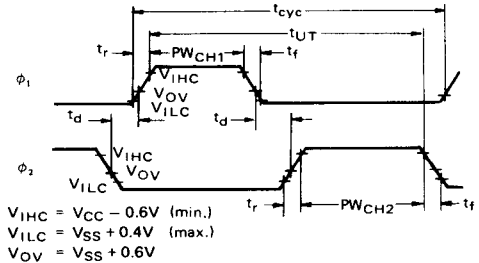 tcyc
tUT
tr PWCH1 tf
VIHC
φ1 VOV
VILC
td td
φ2 VIHC
VOV
VILC
tr PWCH2 tf
VIHC = VCC − 0.6V (min.)
VILC = VSS + 0.4V (max.)
VOV = VSS + 0.6V